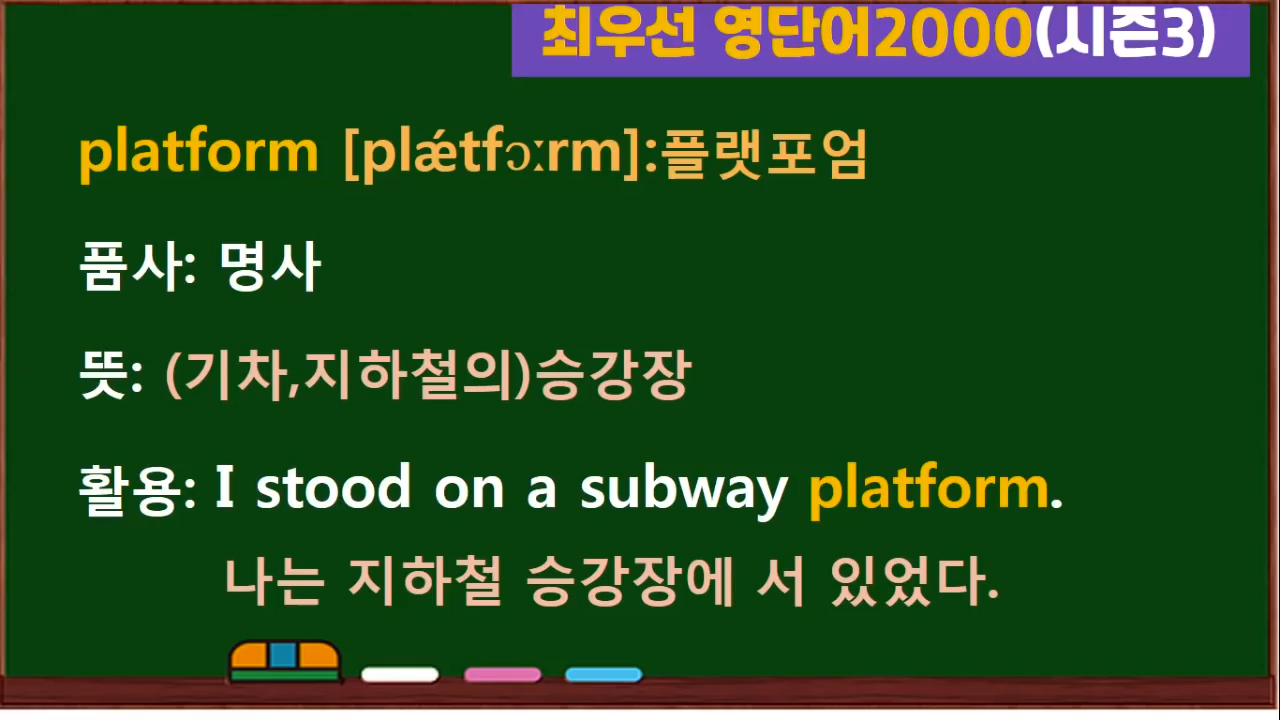 최우선 영단어2000(시즌3)
platform [plǽtfɔːrm]:플랫포엄
품사: 명사
뜻: (기차,지하철의)승강장
활용: I stood on a subway platform.
나는 지하철 승강장에 서 있었다.